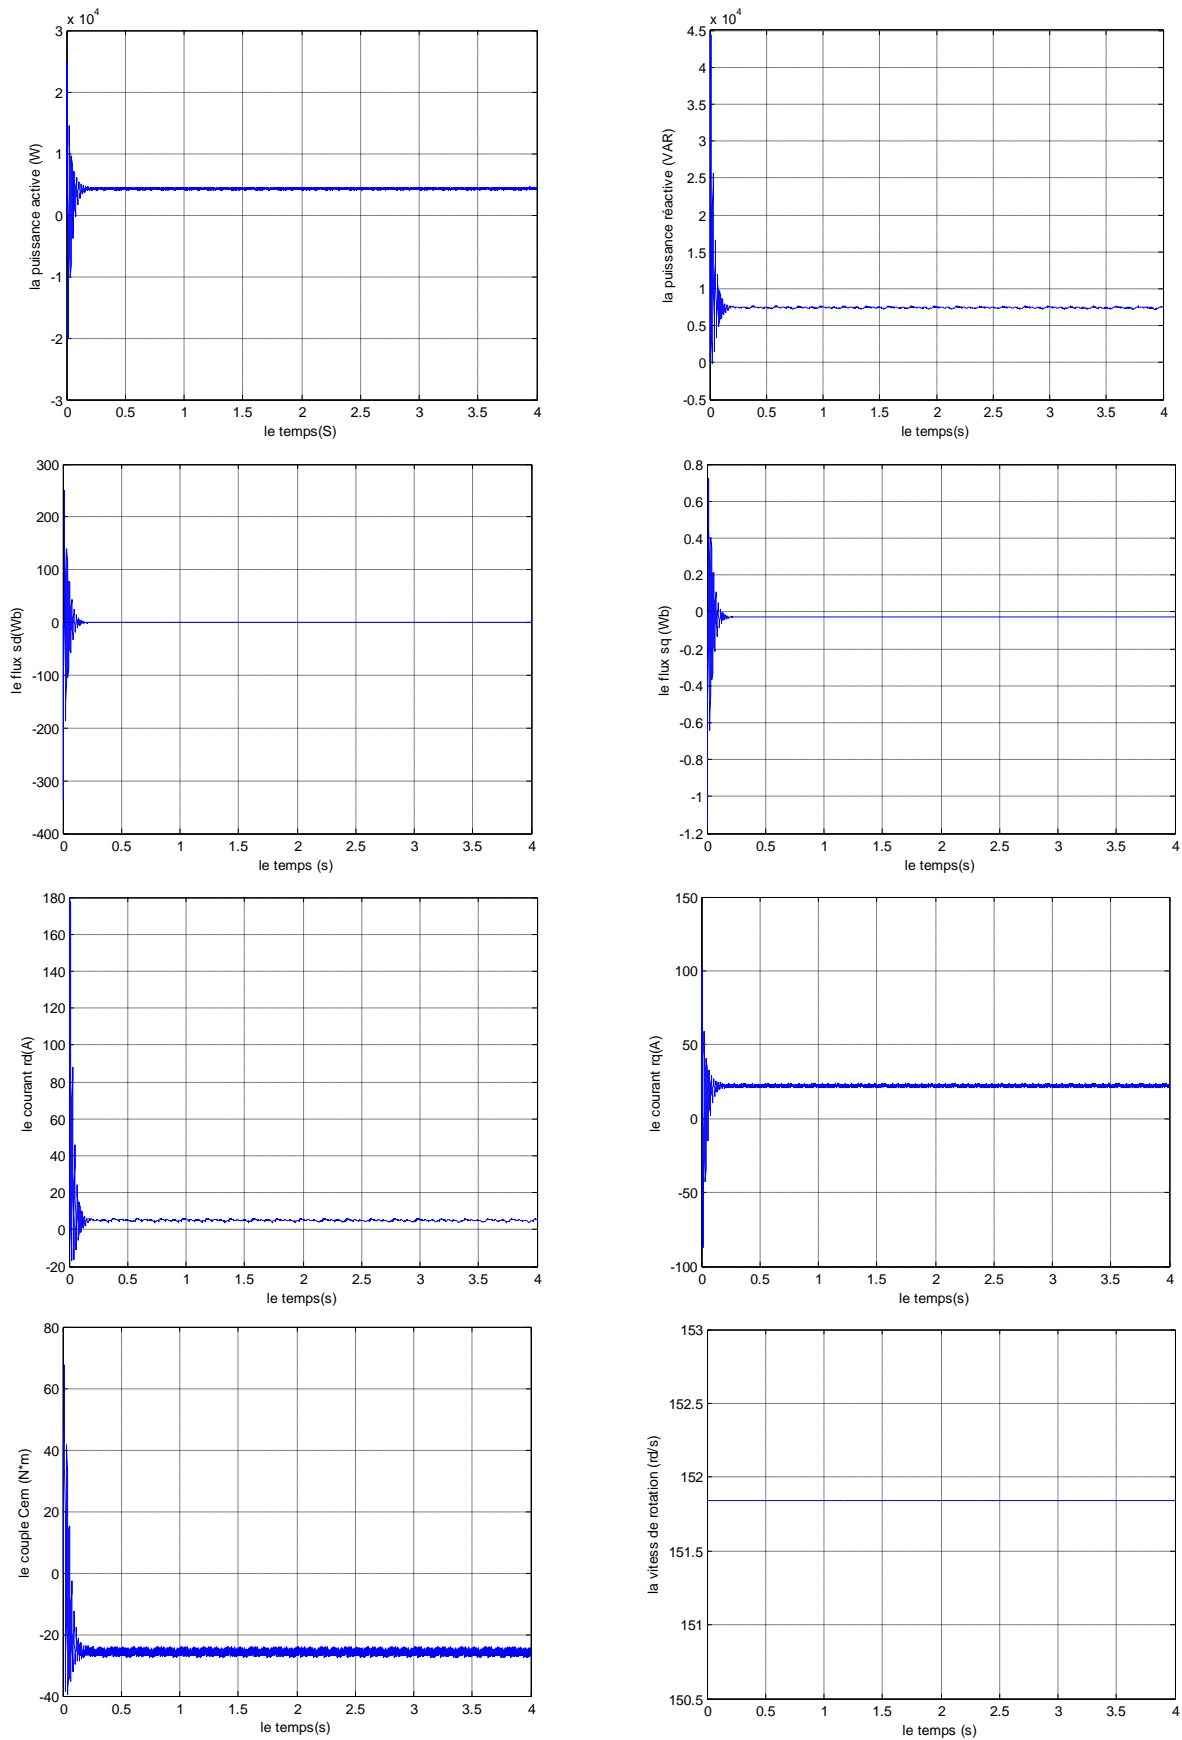 x 10^4
3
2
1
0
-1
-2
-3
la puissance active (W)
0 0.5 1 1.5 2 2.5 3 3.5 4
le temps(S)
x 10^4
4.5
4
3.5
3
2.5
2
1.5
1
0.5
0
-0.5
la puissance réactive (VAR)
0 0.5 1 1.5 2 2.5 3 3.5 4
le temps(s)
300
200
100
0
-100
-200
-300
-400
le flux sd(Wb)
0 0.5 1 1.5 2 2.5 3 3.5 4
le temps (s)
0.8
0.6
0.4
0.2
0
-0.2
-0.4
-0.6
-0.8
-1
-1.2
le flux sq (Wb)
0 0.5 1 1.5 2 2.5 3 3.5 4
le temps(s)
180
160
140
120
100
80
60
40
20
0
-20
le courant rd(A)
0 0.5 1 1.5 2 2.5 3 3.5 4
le temps(s)
150
100
50
0
-50
-100
le courant rq(A)
0 0.5 1 1.5 2 2.5 3 3.5 4
le temps(s)
80
60
40
20
0
-20
-40
le couple Cem (N*m)
0 0.5 1 1.5 2 2.5 3 3.5 4
le temps(s)
153
152.5
152
151.5
151
150.5
la vitess de rotation (rd/s)
0 0.5 1 1.5 2 2.5 3 3.5 4
le temps (s)